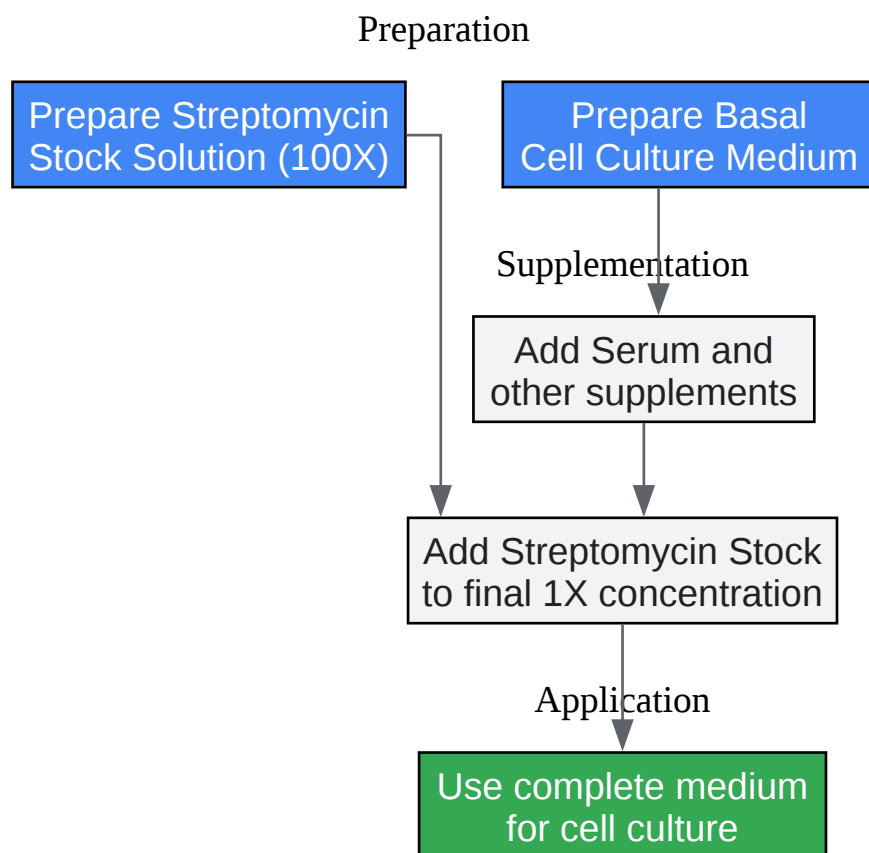 Preparation
Prepare Streptomycin
Stock Solution (100X)
Prepare Basal
Cell Culture Medium
Supplementation
Add Serum and
other supplements
Add Streptomycin Stock
to final 1X concentration
Application
Use complete medium
for cell culture